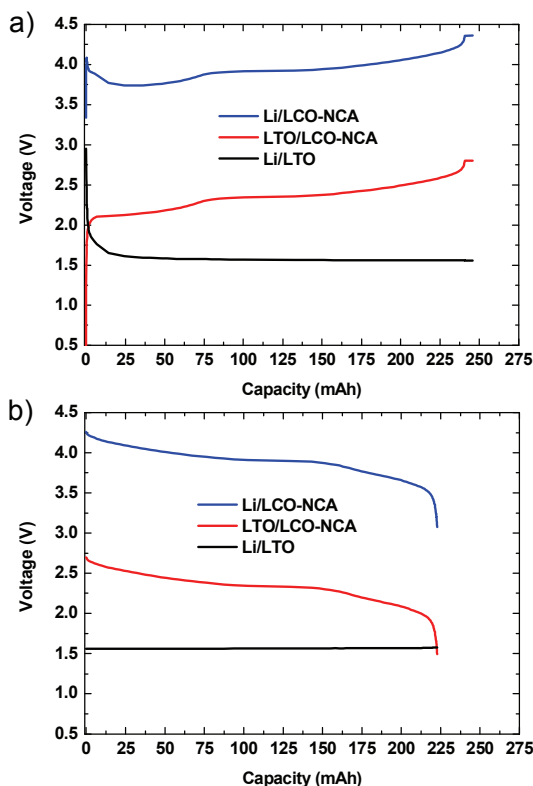 a)
4.5
4.0
3.5
3.0
2.5
2.0
1.5
1.0
0.5
Voltage (V)
Li/LCO-NCA
LTO/LCO-NCA
Li/LTO
0 25 50 75 100 125 150 175 200 225 250 275
Capacity (mAh)
b)
4.5
4.0
3.5
3.0
2.5
2.0
1.5
1.0
0.5
Voltage (V)
Li/LCO-NCA
LTO/LCO-NCA
Li/LTO
0 25 50 75 100 125 150 175 200 225 250 275
Capacity (mAh)